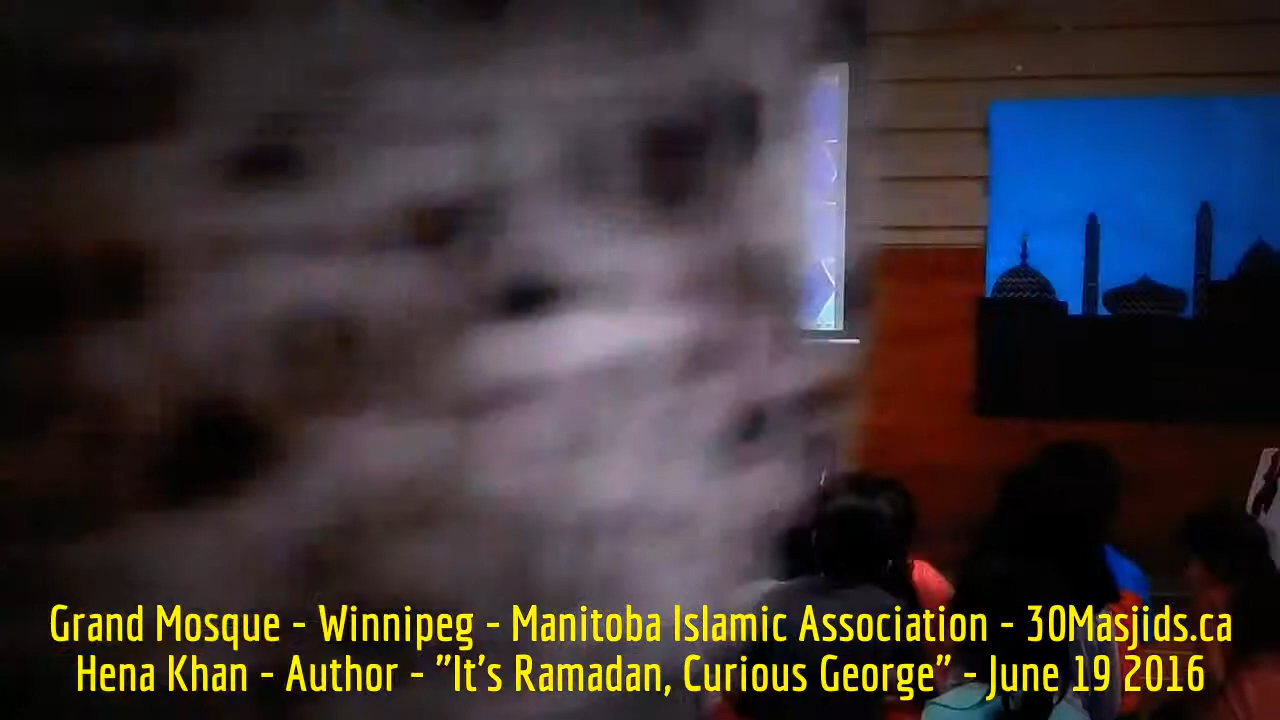 Grand Mosque - Winnipeg - Manitoba Islamic Association - 30Masjids.ca
Hena Khan - Author - "It's Ramadan, Curious George" - June 19 2016